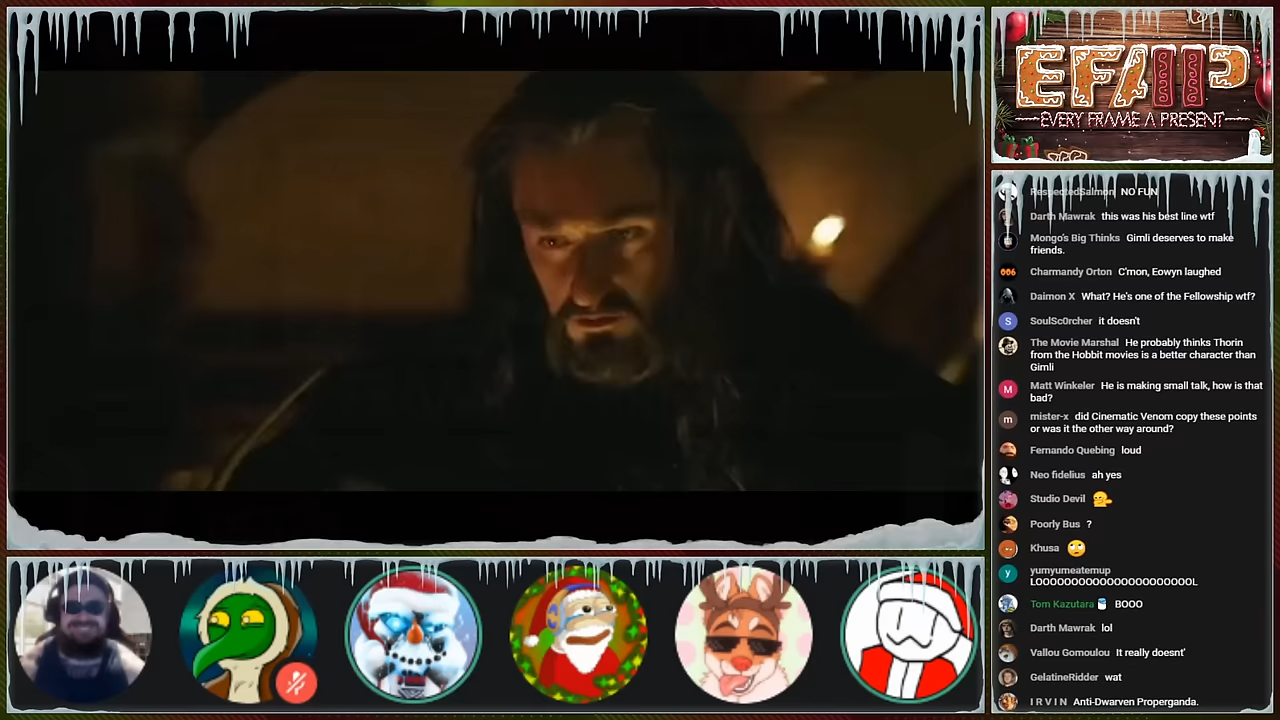 EFAP
EVERY FRAME A PRESENT
RespectedSalmon NO FUN
Darth Mawrak this was his best line wtf
Mongo's Big Thinks Gimli deserves to make
friends.
Charmandy Orton C'mon, Eowyn laughed
Daimon X What? He's one of the Fellowship wtf?
S SoulSc0rcher it doesn't
The Movie Marshal He probably thinks Thorin
from the Hobbit movies is a better character than
Gimli
M Matt Winkeler He is making small talk, how is that
bad?
m mister-x did Cinematic Venom copy these points
or was it the other way around?
Fernando Quebing loud
Neo fidelius ah yes
Studio Devil
Poorly Bus ?
Khusa
y yumyumeatemup
LOOOOOOOOOOOOOOOOOOOOOOL
Tom Kazutara BOOO
Darth Mawrak lol
Vallou Gomoulou It really doesnt'
GelatineRidder wat
I R V I N Anti-Dwarven Properganda.